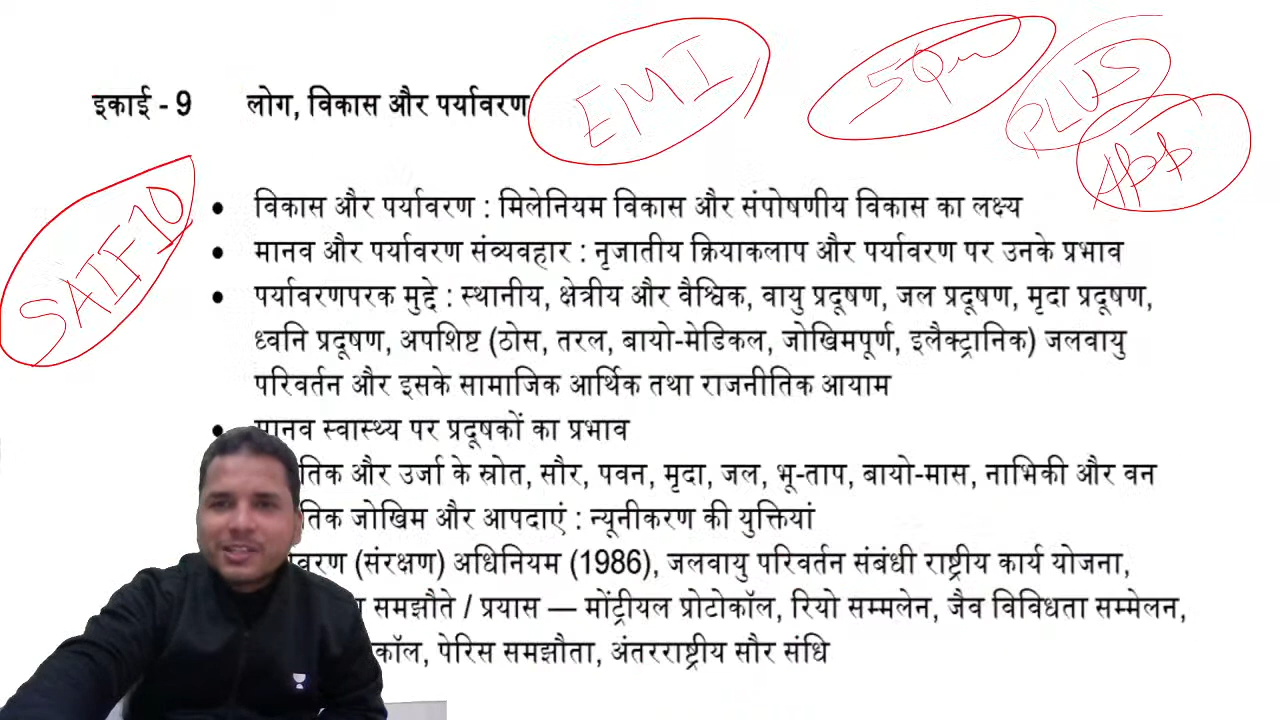 इकाई - 9 लोग, विकास और पर्यावरण
EMI
5 Qus
PLUS
App
SAIF10
• विकास और पर्यावरण : मिलेनियम विकास और संपोषणीय विकास का लक्ष्य
• मानव और पर्यावरण संव्यवहार : नृजातीय क्रियाकलाप और पर्यावरण पर उनके प्रभाव
• पर्यावरणपरक मुद्दे : स्थानीय, क्षेत्रीय और वैश्विक, वायु प्रदूषण, जल प्रदूषण, मृदा प्रदूषण,
ध्वनि प्रदूषण, अपशिष्ट (ठोस, तरल, बायो-मेडिकल, जोखिमपूर्ण, इलैक्ट्रानिक) जलवायु
परिवर्तन और इसके सामाजिक आर्थिक तथा राजनीतिक आयाम
• मानव स्वास्थ्य पर प्रदूषकों का प्रभाव
और उर्जा के स्रोत, सौर, पवन, मृदा, जल, भू-ताप, बायो-मास, नाभिकी और वन
जोखिम और आपदाएं : न्यूनीकरण की युक्तियां
(संरक्षण) अधिनियम (1986), जलवायु परिवर्तन संबंधी राष्ट्रीय कार्य योजना,
समझौते / प्रयास — मोंट्रीयल प्रोटोकॉल, रियो सम्मलेन, जैव विविधता सम्मेलन,
पेरिस समझौता, अंतरराष्ट्रीय सौर संधि